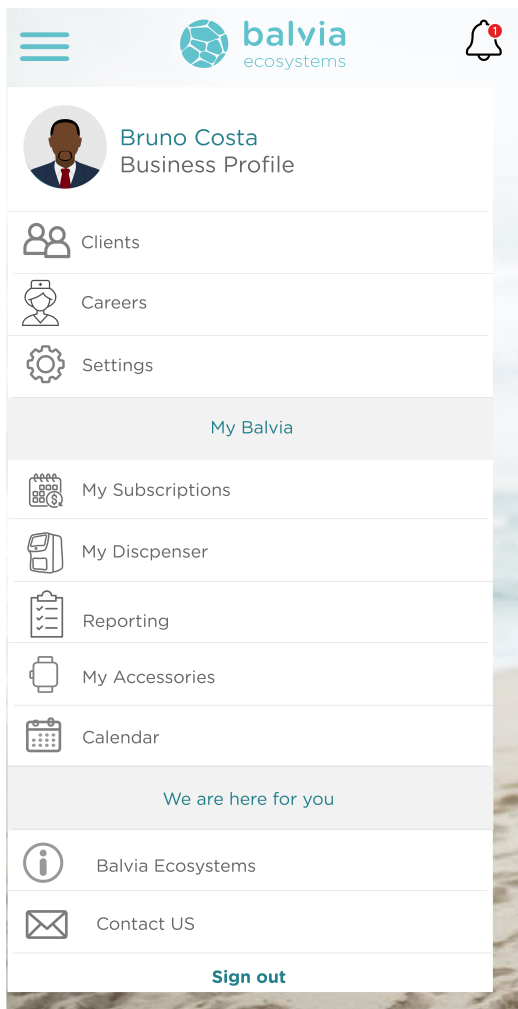 balvia
ecosystems
1
Bruno Costa
Business Profile
Clients
Careers
Settings
My Balvia
My Subscriptions
My Discpenser
Reporting
My Accessories
Calendar
We are here for you
Balvia Ecosystems
Contact US
Sign out